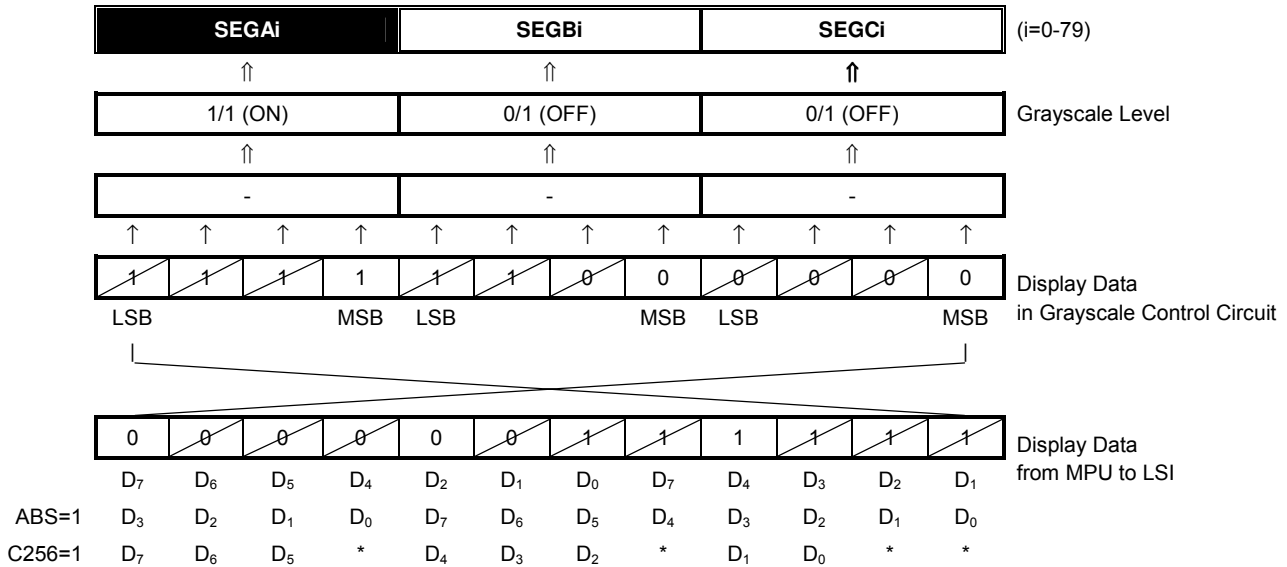 SEGAi SEGBi SEGCi (i=0-79)
⇑ ⇑ ⇑
1/1 (ON) 0/1 (OFF) 0/1 (OFF) Grayscale Level
⇑ ⇑ ⇑
- - -
↑ ↑ ↑ ↑ ↑ ↑ ↑ ↑ ↑ ↑ ↑ ↑
1 1 1 1 1 1 0 0 0 0 0 0 Display Data
in Grayscale Control Circuit
LSB MSB LSB MSB LSB MSB
0 0 0 0 0 0 1 1 1 1 1 1 Display Data
from MPU to LSI
D7 D6 D5 D4 D2 D1 D0 D7 D4 D3 D2 D1
ABS=1 D3 D2 D1 D0 D7 D6 D5 D4 D3 D2 D1 D0
C256=1 D7 D6 D5 * D4 D3 D2 * D1 D0 * *